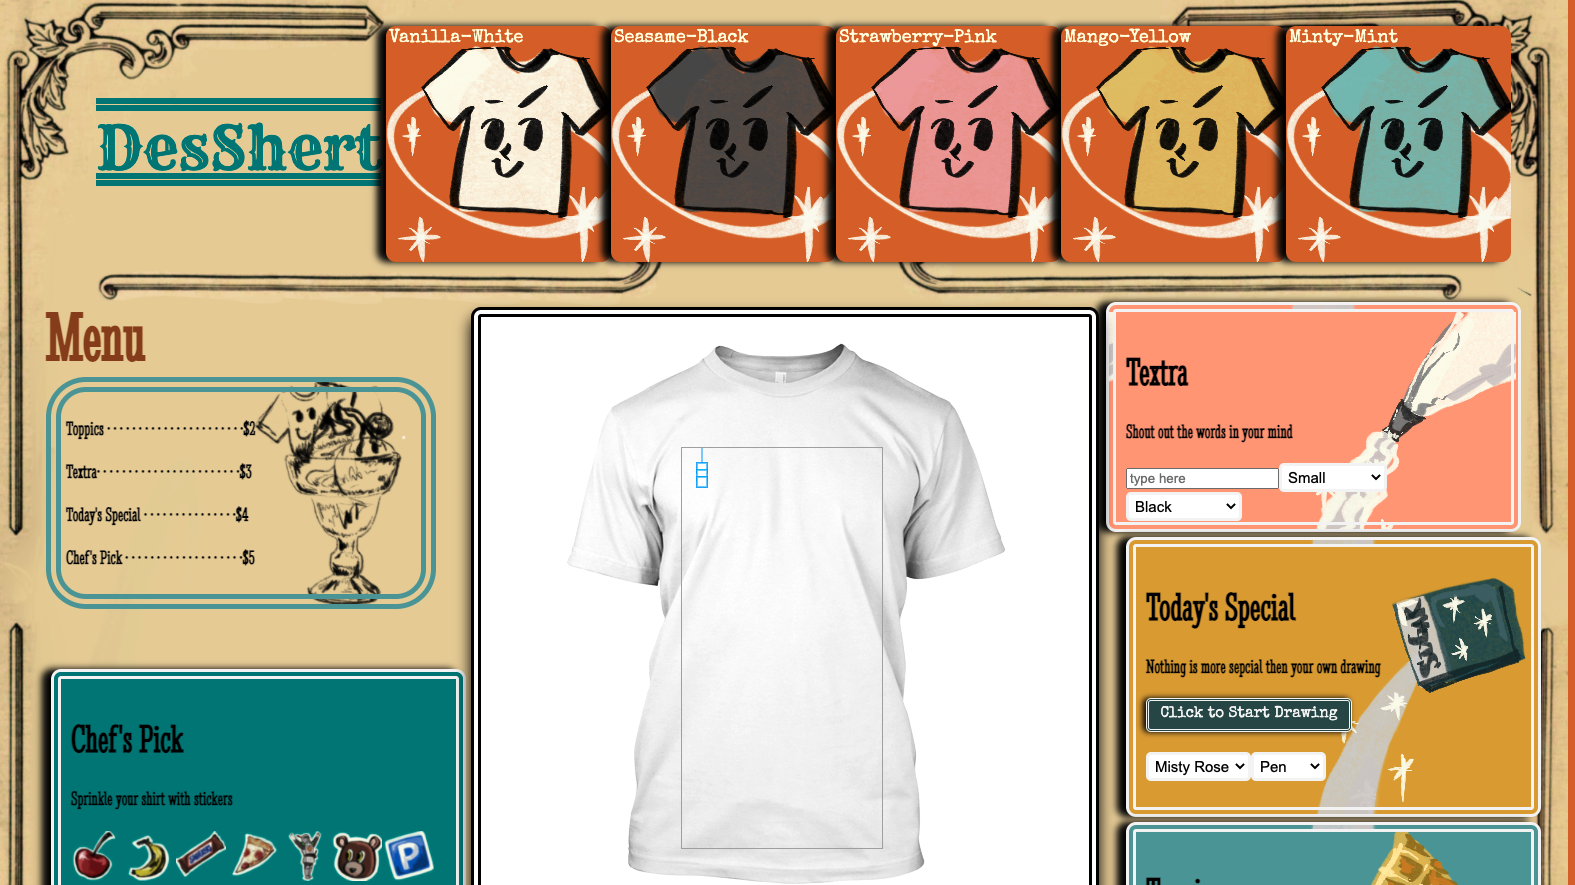 Vanilla-White
Seasame-Black
Strawberry-Pink
Mango-Yellow
Minty-Mint
DesShert
Menu
Toppics ······················$2
Textra·······················$3
Today's Special ···············$4
Chef's Pick ···················$5
Chef's Pick
Sprinkle your shirt with stickers
P
Textra
Shout out the words in your mind
type here
Small
Black
Today's Special
Nothing is more sepcial then your own drawing
Click to Start Drawing
Misty Rose
Pen